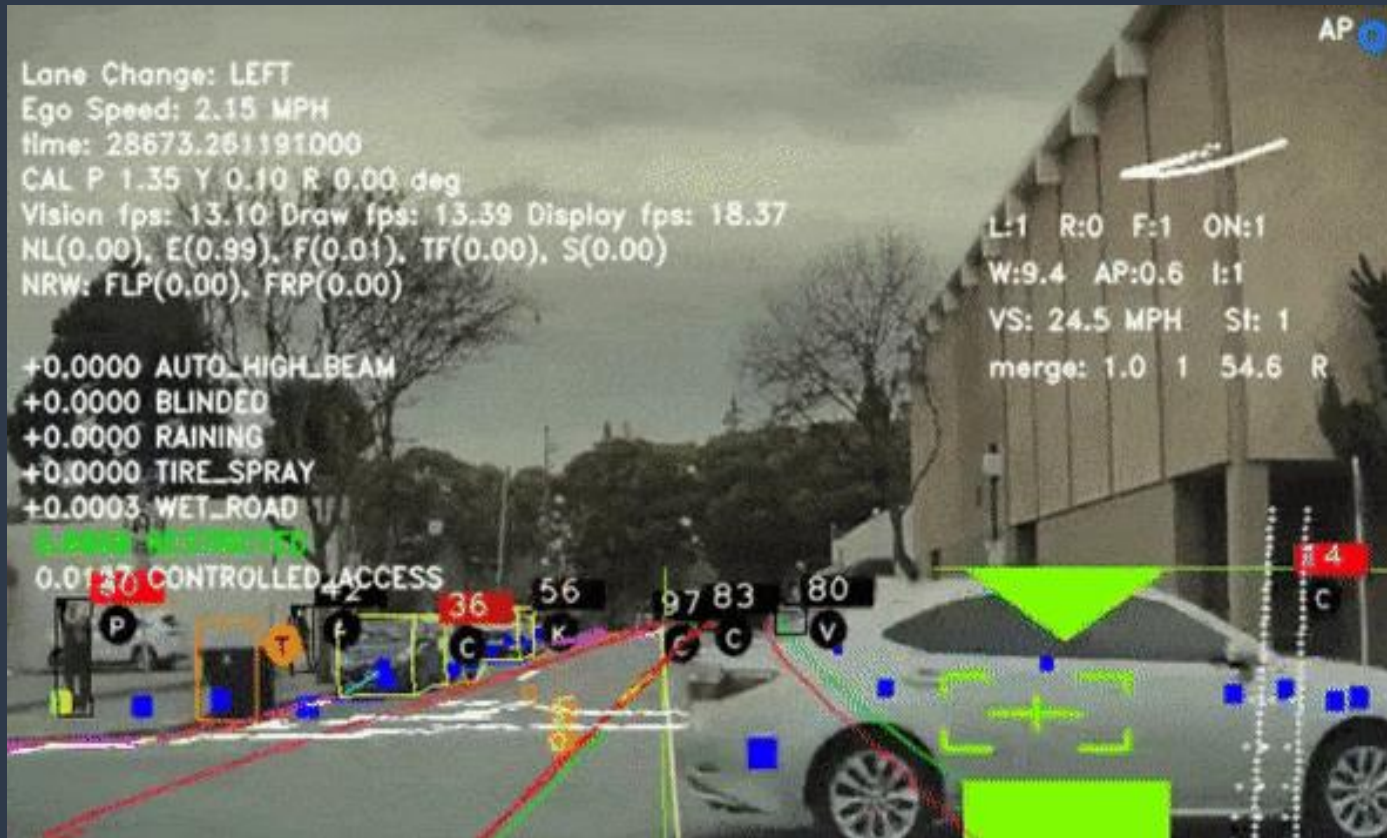 AP
Lane Change: LEFT
Ego Speed: 2.15 MPH
time: 28673.261191000
CAL P 1.35 Y 0.10 R 0.00 deg
Vision fps: 13.10 Draw fps: 13.39 Display fps: 18.37
NL(0.00), E(0.99), F(0.01), TF(0.00), S(0.00)
NRW: FLP(0.00), FRP(0.00)
L:1 R:0 F:1 ON:1
W:9.4 AP:0.6 I:1
VS: 24.5 MPH St: 1
merge: 1.0 1 54.6 R
+0.0000 AUTO_HIGH_BEAM
+0.0000 BLINDED
+0.0000 RAINING
+0.0000 TIRE_SPRAY
+0.0003 WET_ROAD
CONTROLLED_ACCESS
42
36
56
97
83
80
4
P
T
C
K
C
C
V
C